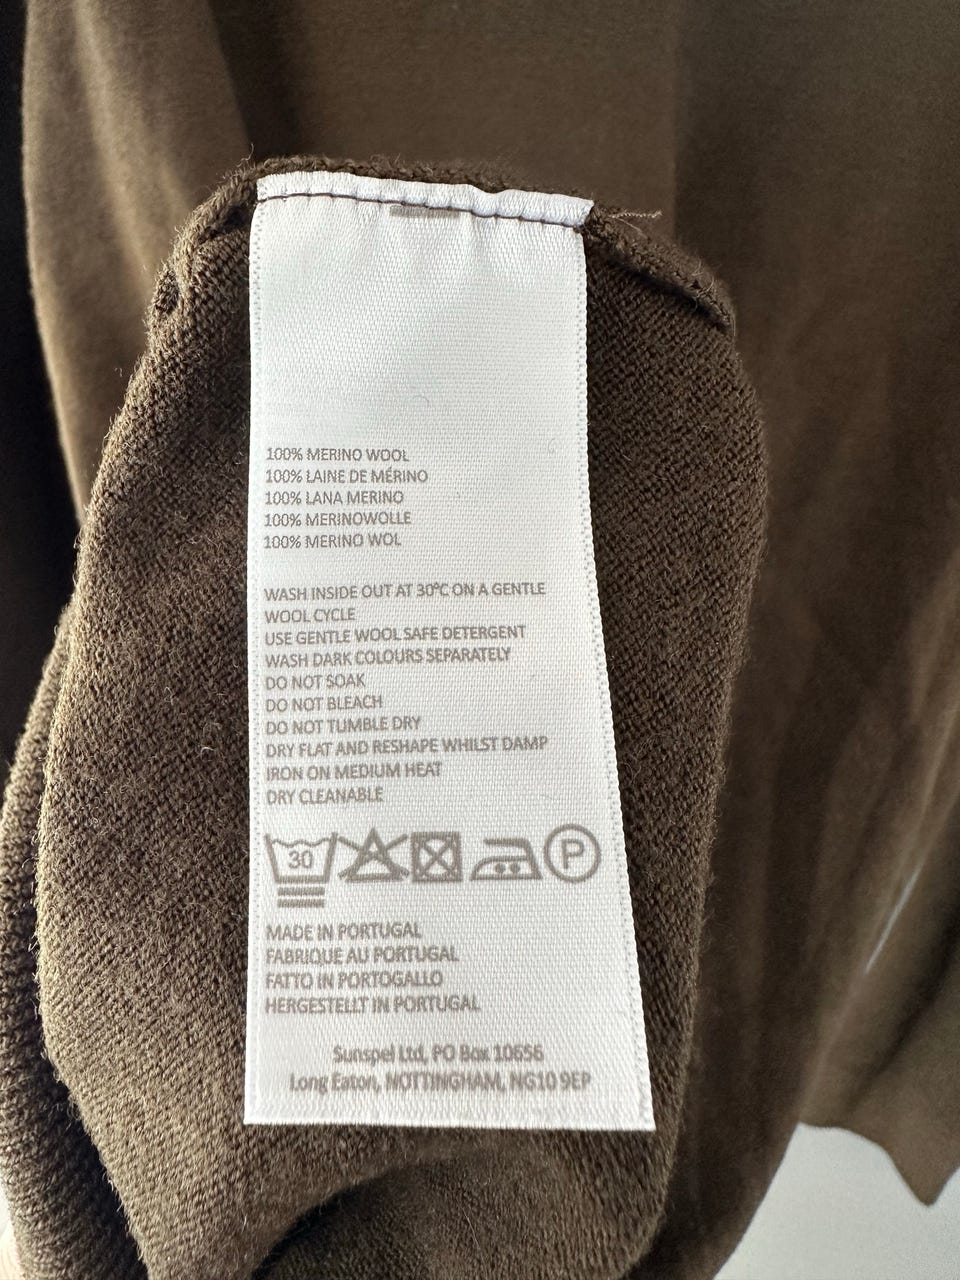 100% MERINO WOOL
100% LAINE DE MÉRINO
100% LANA MERINO
100% MERINOWOLLE
100% MERINO WOL
WASH INSIDE OUT AT 30°C ON A GENTLE
WOOL CYCLE
USE GENTLE WOOL SAFE DETERGENT
WASH DARK COLOURS SEPARATELY
DO NOT SOAK
DO NOT BLEACH
DO NOT TUMBLE DRY
DRY FLAT AND RESHAPE WHILST DAMP
IRON ON MEDIUM HEAT
DRY CLEANABLE
30 P
MADE IN PORTUGAL
FABRIQUE AU PORTUGAL
FATTO IN PORTOGALLO
HERGESTELLT IN PORTUGAL
Sunspel Ltd, PO Box 10656
Long Eaton, NOTTINGHAM, NG10 9EP